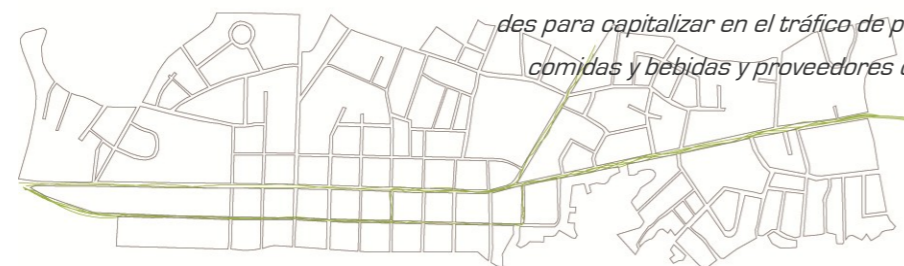 des para capitalizar en el tráfico de p
comidas y bebidas y proveedores